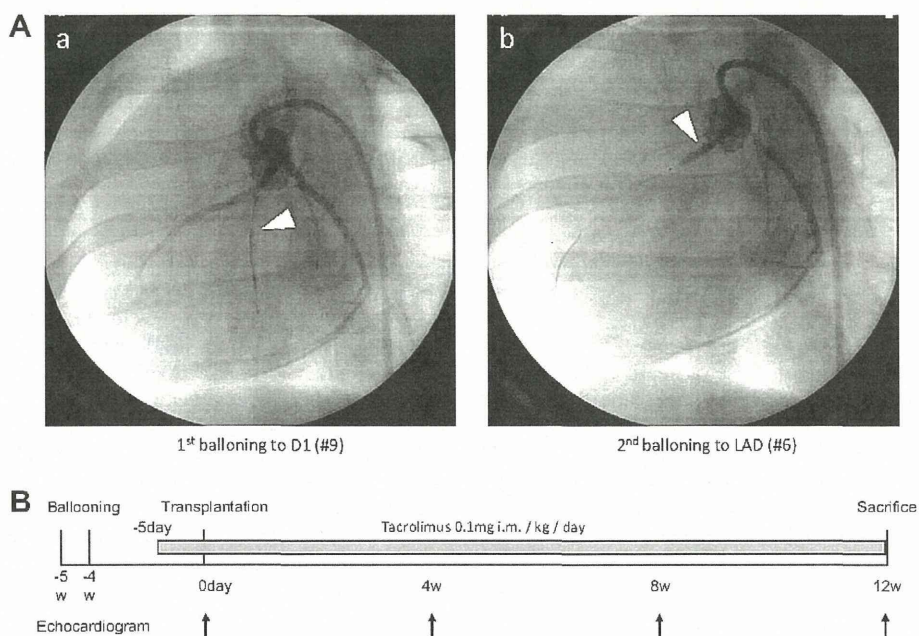 A
a
b
1st balloning to D1 (#9)
2nd balloning to LAD (#6)
B
Ballooning
Transplantation
Sacrifice
-5day
Tacrolimus 0.1mg i.m. / kg / day
-5
w
-4
w
0day
4w
8w
12w
Echocardiogram